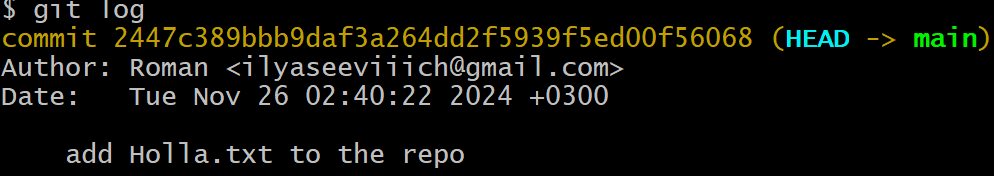 $ git log
commit 2447c389bbb9daf3a264dd2f5939f5ed00f56068 (HEAD -> main)
Author: Roman <ilyaseeviiich@gmail.com>
Date:   Tue Nov 26 02:40:22 2024 +0300
add Holla.txt to the repo